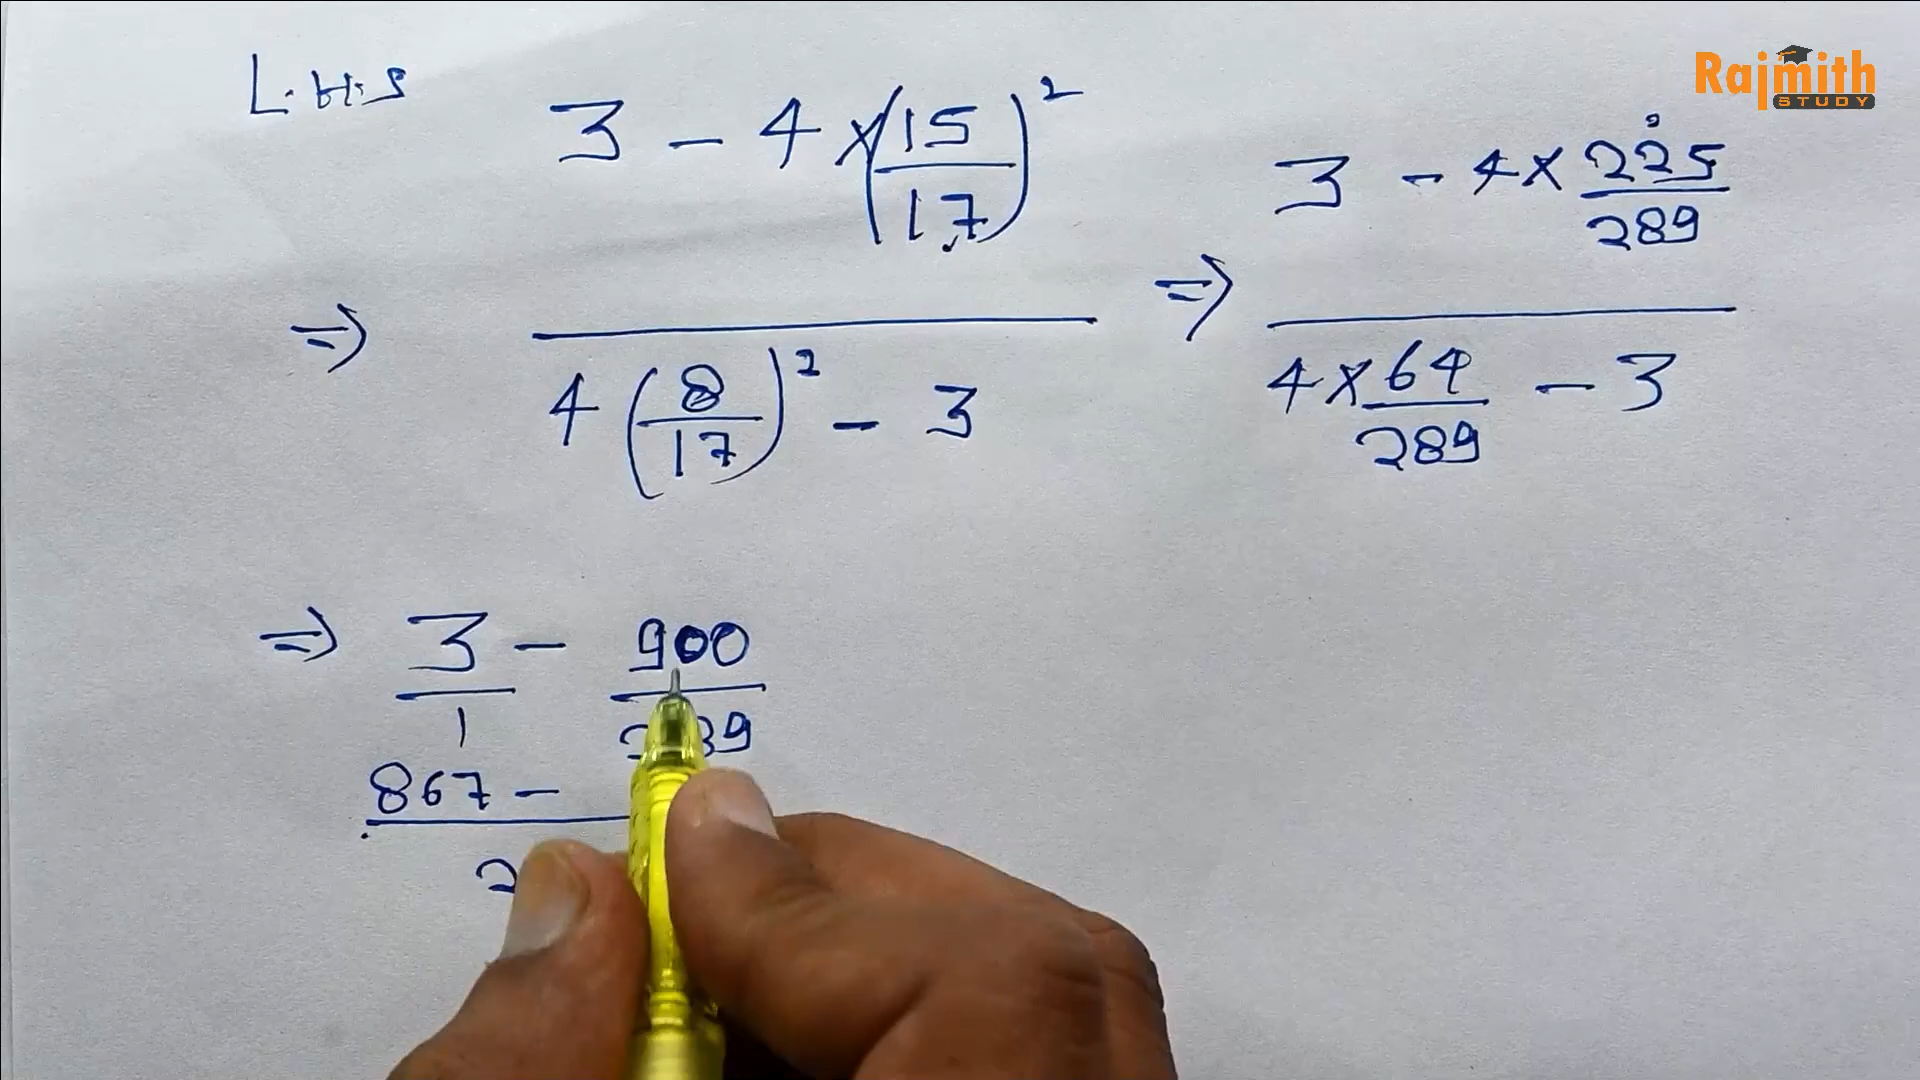 L.H.S
3 - 4 × (15/17)²
⇒ ―――
4 (8/17)² - 3
⇒ 3 - 4 × 225/289
―――
4 × 64/289 - 3
⇒ 3/1 - 900/
867 -
2
Rajmith
STUDY